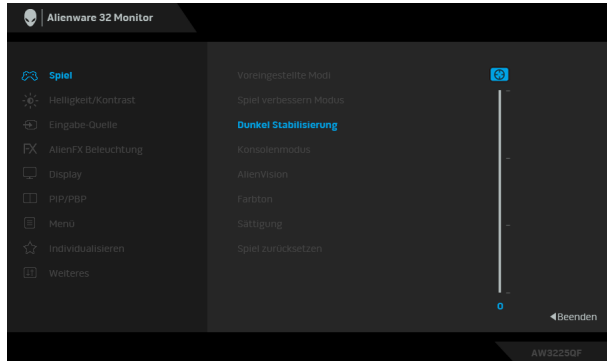 Alienware 32 Monitor
Spiel
Helligkeit/Kontrast
Eingabe-Quelle
AlienFX Beleuchtung
Display
PIP/PBP
Menü
Individualisieren
Weiteres
Voreingestellte Modi
Spiel verbessern Modus
Dunkel Stabilisierung
Konsolenmodus
AlienVision
Farbton
Sättigung
Spiel zurücksetzen
0
Beenden
AW3225QF